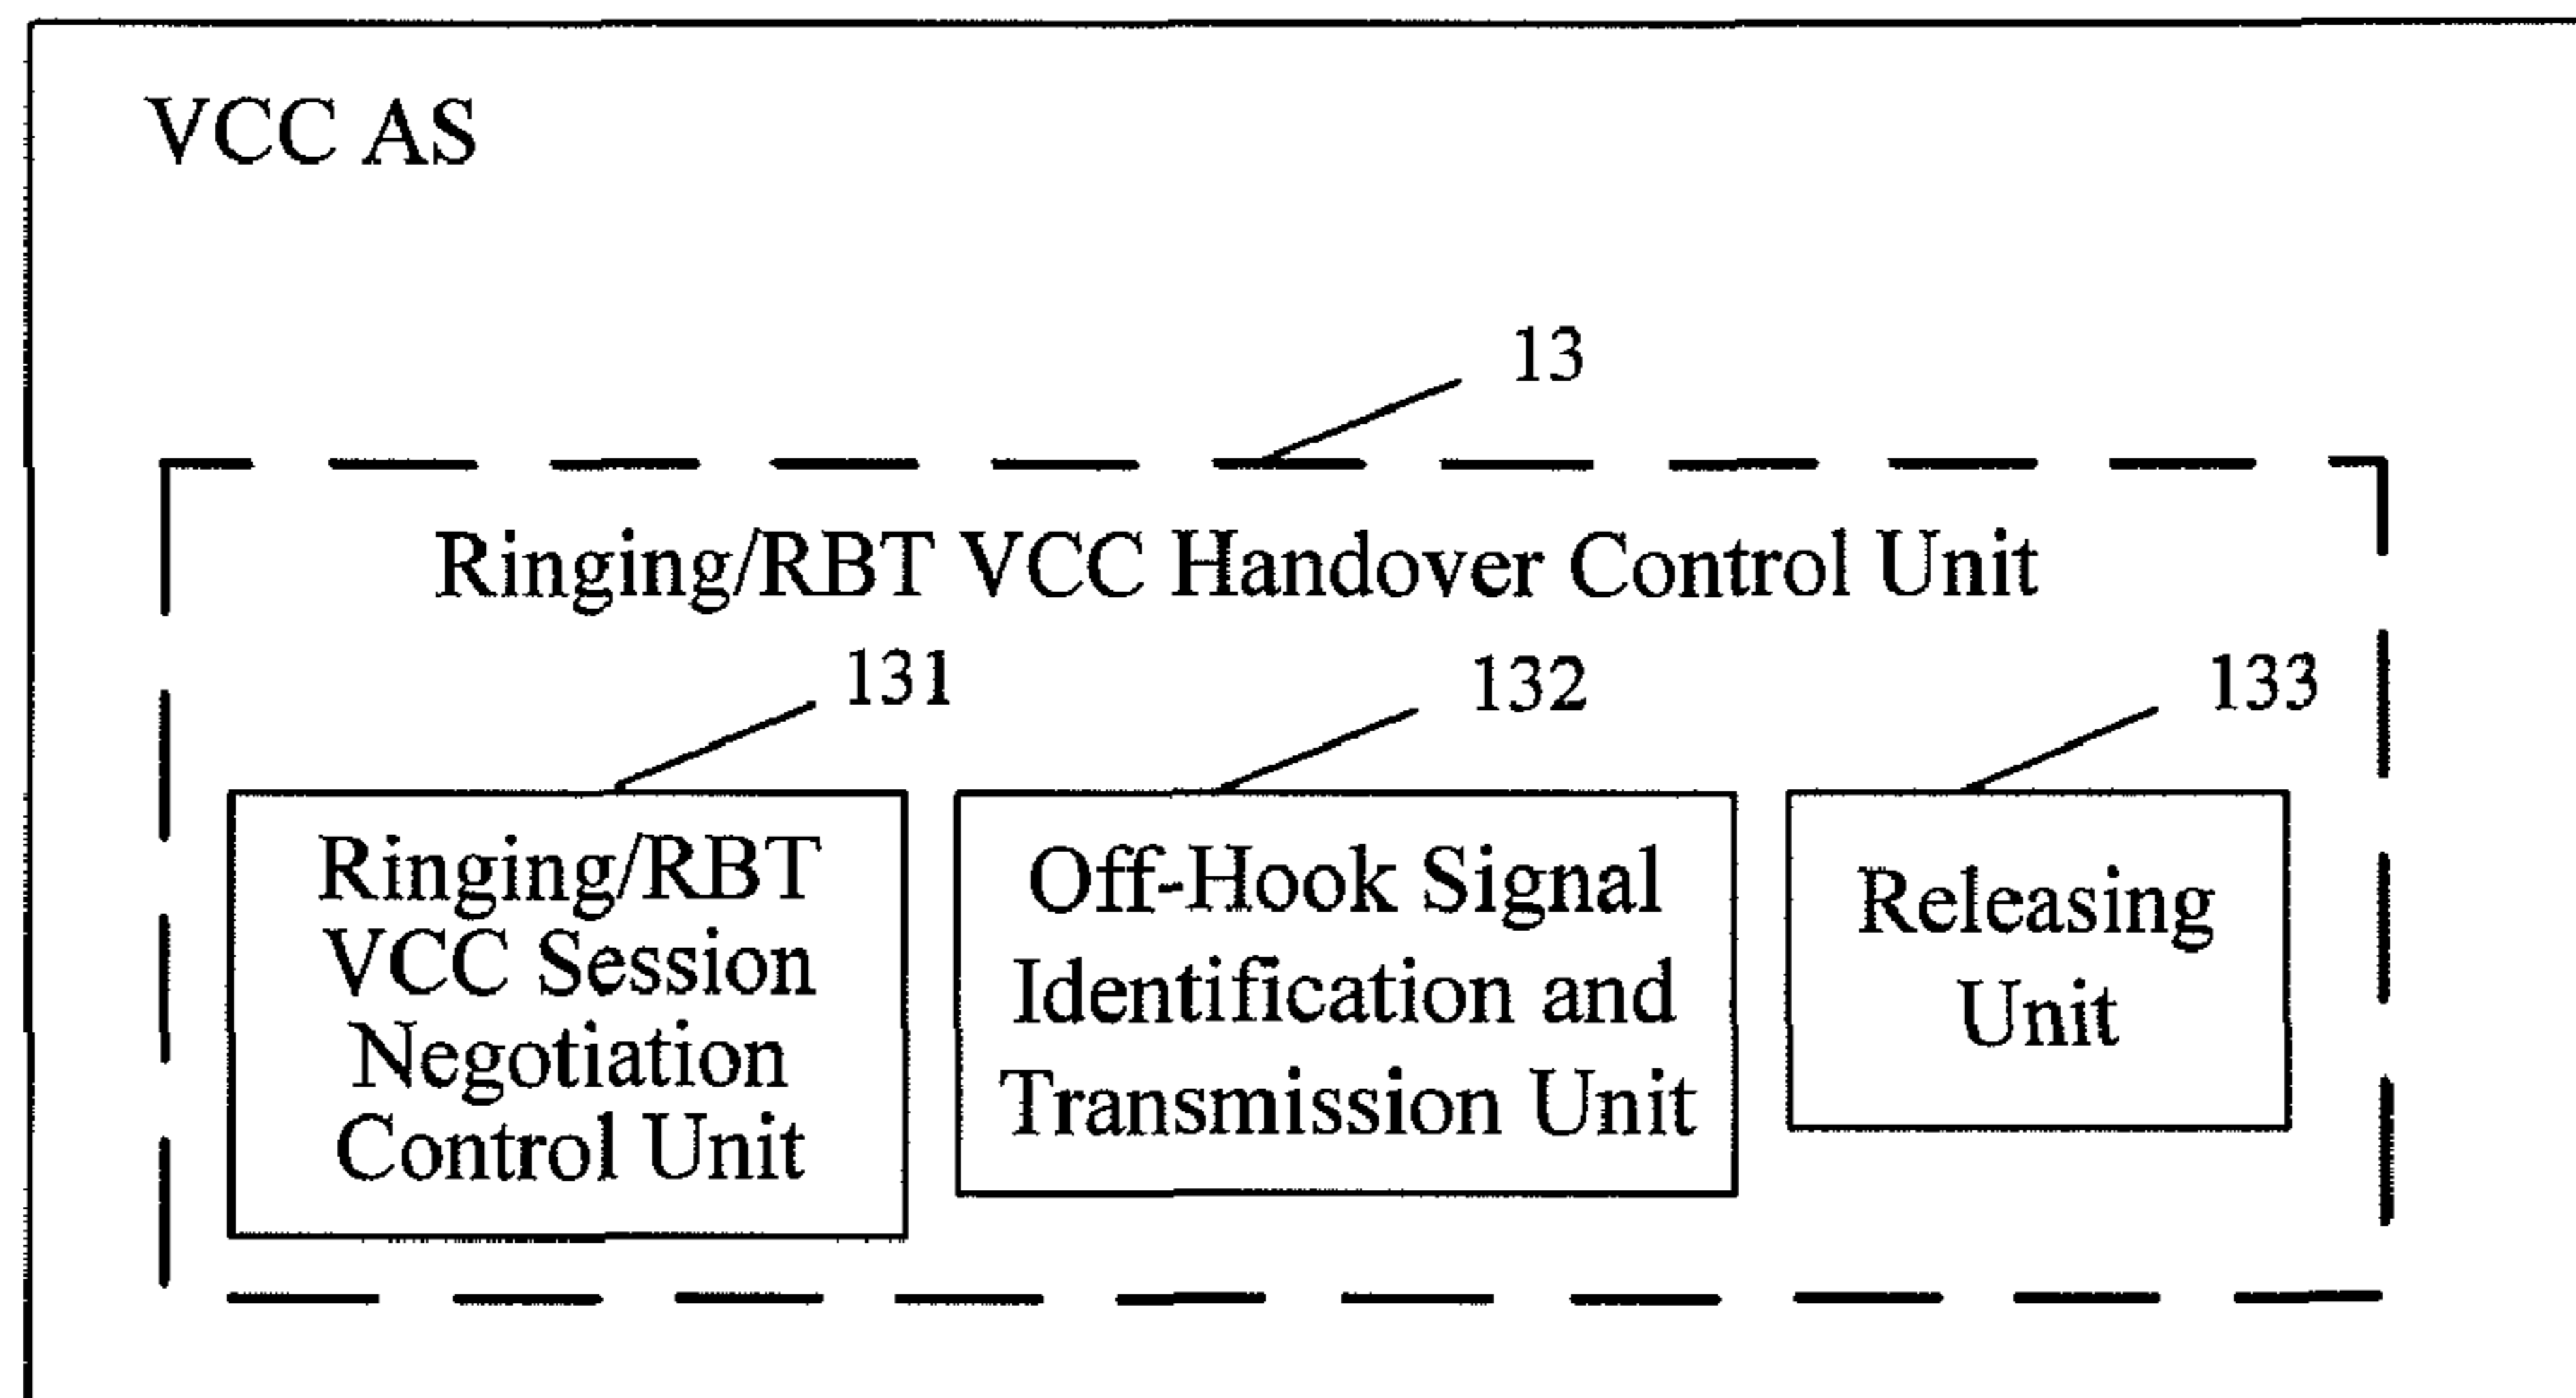 VCC AS
13
Ringing/RBT VCC Handover Control Unit
131
132
133
Ringing/RBT
VCC Session
Negotiation
Control Unit
Off-Hook Signal
Identification and
Transmission Unit
Releasing
Unit